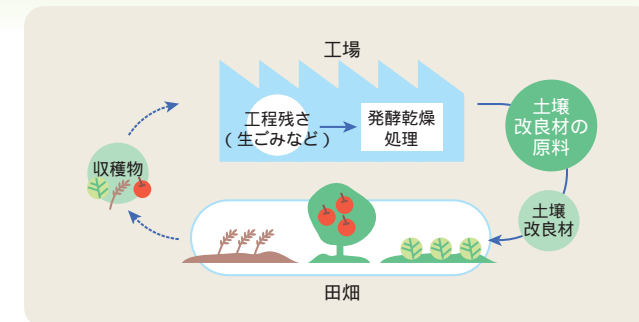 工場
工程残さ
（生ごみなど）
発酵乾燥
処理
土壌
改良材の
原料
土壌
改良材
田畑
収穫物